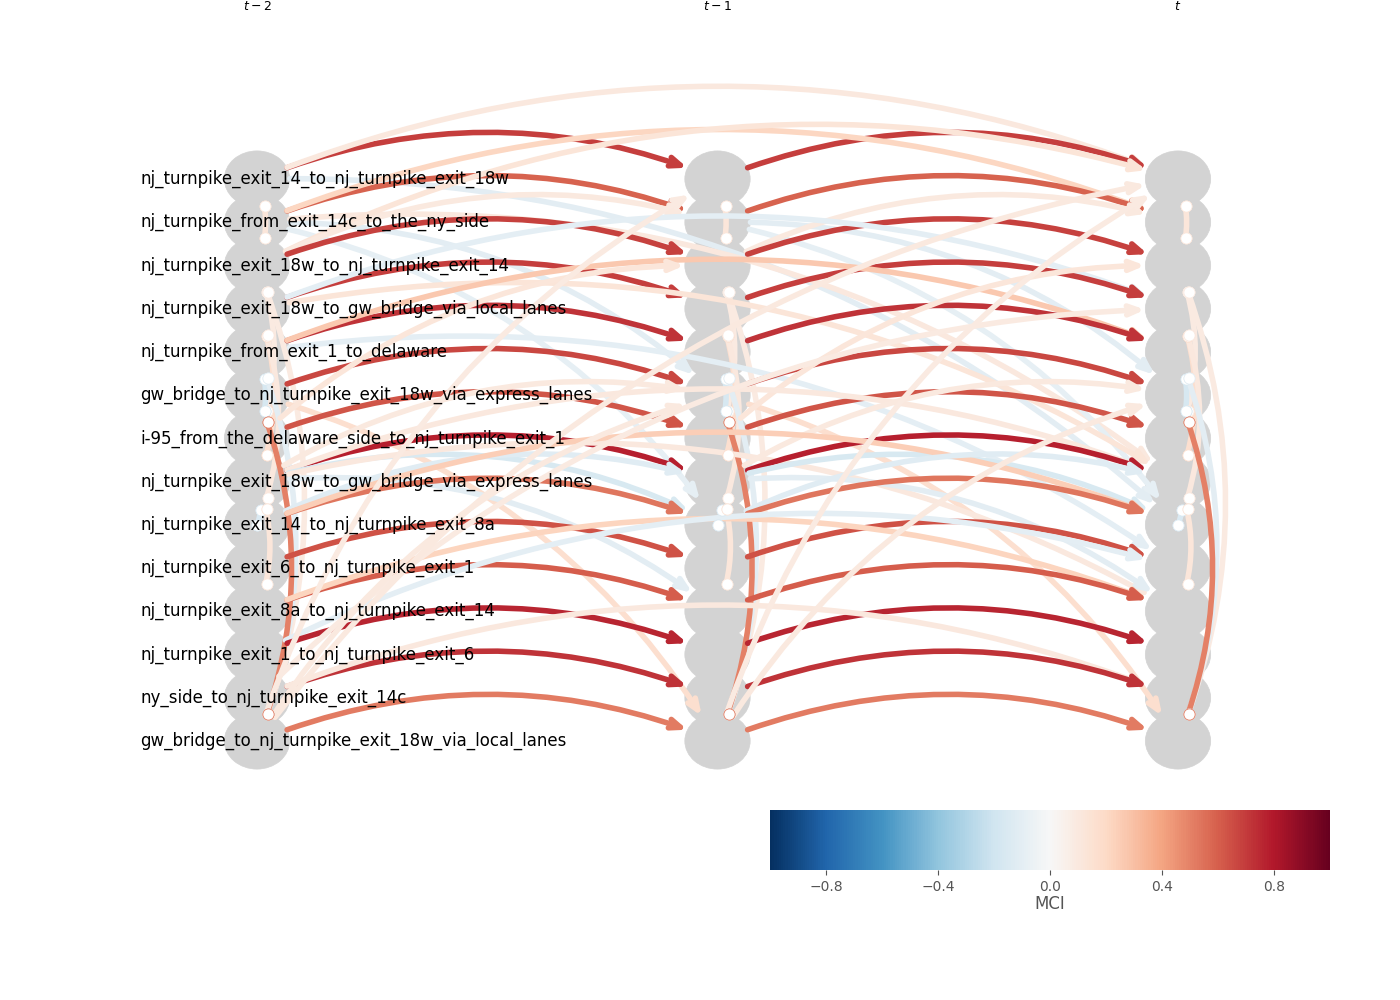 t − 2 t − 1 t
nj_turnpike_exit_14_to_nj_turnpike_exit_18w
nj_turnpike_from_exit_14c_to_the_ny_side
nj_turnpike_exit_18w_to_nj_turnpike_exit_14
nj_turnpike_exit_18w_to_gw_bridge_via_local_lanes
nj_turnpike_from_exit_1_to_delaware
gw_bridge_to_nj_turnpike_exit_18w_via_express_lanes
i-95_from_the_delaware_side_to_nj_turnpike_exit_1
nj_turnpike_exit_18w_to_gw_bridge_via_express_lanes
nj_turnpike_exit_14_to_nj_turnpike_exit_8a
nj_turnpike_exit_6_to_nj_turnpike_exit_1
nj_turnpike_exit_8a_to_nj_turnpike_exit_14
nj_turnpike_exit_1_to_nj_turnpike_exit_6
ny_side_to_nj_turnpike_exit_14c
gw_bridge_to_nj_turnpike_exit_18w_via_local_lanes
−0.8 −0.4 0.0 0.4 0.8
MCI